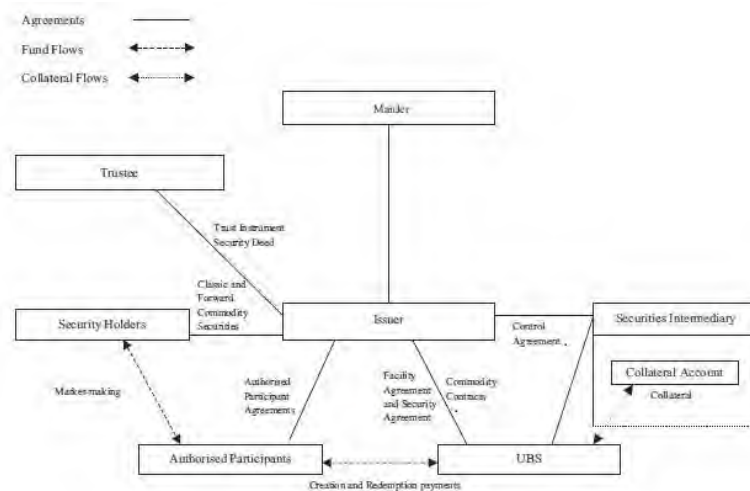 Agreements
Fund Flows
Collateral Flows
Master
Trustee
Trust Instrument
Security Deed
Classic and
Forward
Commodity
Securities
Security Holders
Issuer
Securities Intermediary
Control
Agreement
Collateral Account
Collateral
Market-making
Authorised
Participant
Agreements
Facility
Agreement
and Security
Agreement
Commodity
Contracts
Authorised Participants
UBS
Creation and Redemption payments